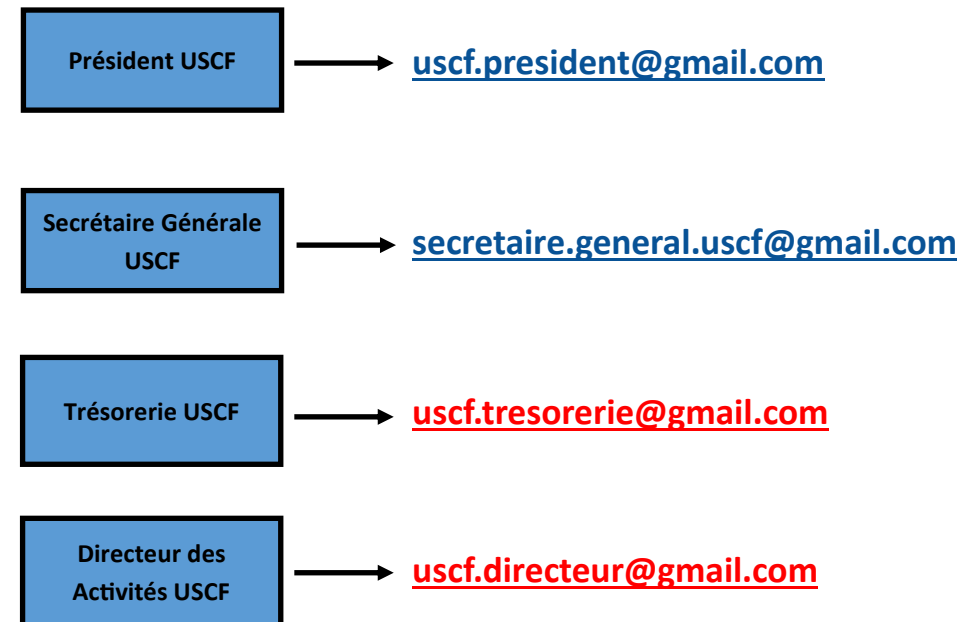 Président USCF
uscf.president@gmail.com
Secrétaire Générale
USCF
secretaire.general.uscf@gmail.com
Trésorerie USCF
uscf.tresorerie@gmail.com
Directeur des
Activités USCF
uscf.directeur@gmail.com